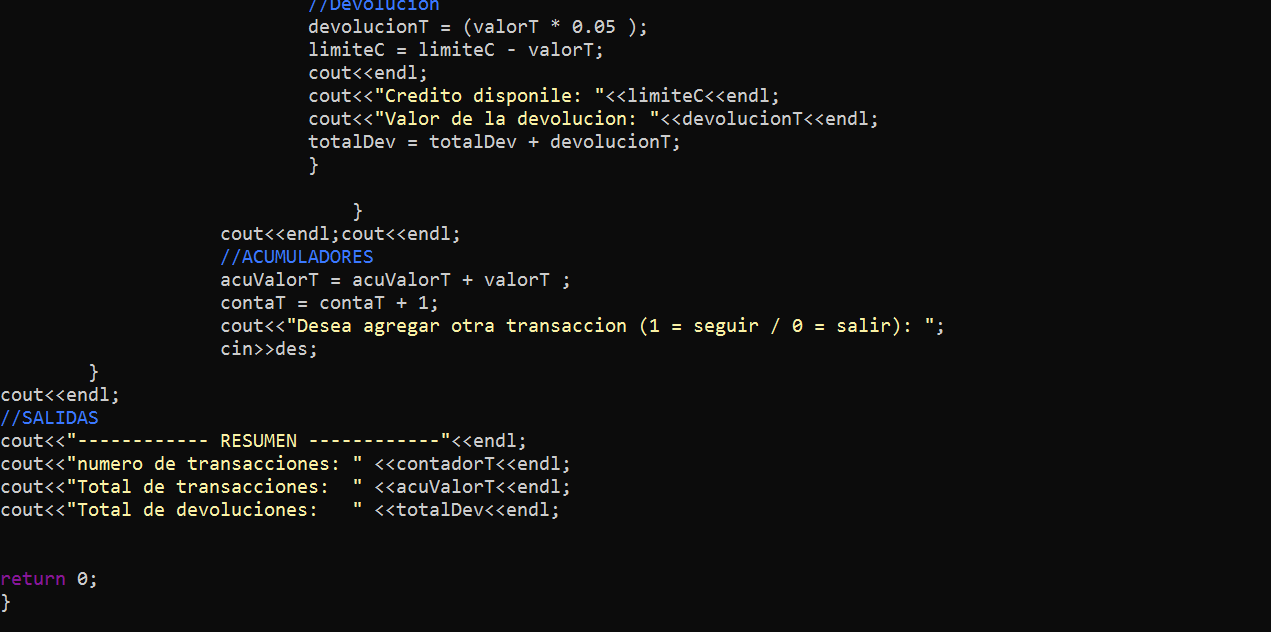 //Devolucion
devolucionT = (valorT * 0.05 );
limiteC = limiteC - valorT;
cout<<endl;
cout<<"Credito disponile: "<<limiteC<<endl;
cout<<"Valor de la devolucion: "<<devolucionT<<endl;
totalDev = totalDev + devolucionT;
}
}
cout<<endl;cout<<endl;
//ACUMULADORES
acuValorT = acuValorT + valorT ;
contaT = contaT + 1;
cout<<"Desea agregar otra transaccion (1 = seguir / 0 = salir): ";
cin>>des;
}
cout<<endl;
//SALIDAS
cout<<"------------ RESUMEN ------------"<<endl;
cout<<"numero de transacciones: " <<contadorT<<endl;
cout<<"Total de transacciones:  " <<acuValorT<<endl;
cout<<"Total de devoluciones:   " <<totalDev<<endl;
return 0;
}